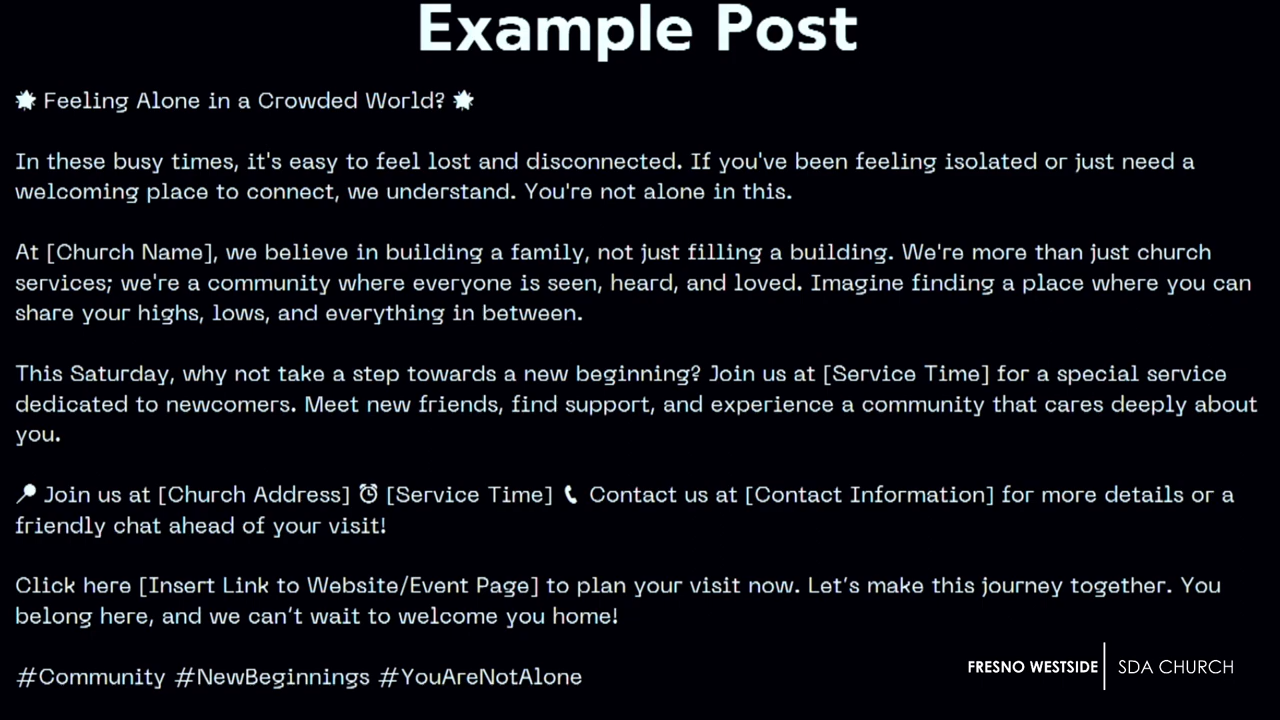 Example Post
🌟 Feeling Alone in a Crowded World? 🌟
In these busy times, it's easy to feel lost and disconnected. If you've been feeling isolated or just need a
welcoming place to connect, we understand. You're not alone in this.
At [Church Name], we believe in building a family, not just filling a building. We're more than just church
services; we're a community where everyone is seen, heard, and loved. Imagine finding a place where you can
share your highs, lows, and everything in between.
This Saturday, why not take a step towards a new beginning? Join us at [Service Time] for a special service
dedicated to newcomers. Meet new friends, find support, and experience a community that cares deeply about
you.
📍 Join us at [Church Address] ⏰ [Service Time] 📞 Contact us at [Contact Information] for more details or a
friendly chat ahead of your visit!
Click here [Insert Link to Website/Event Page] to plan your visit now. Let’s make this journey together. You
belong here, and we can’t wait to welcome you home!
#Community #NewBeginnings #YouAreNotAlone
FRESNO WESTSIDE | SDA CHURCH